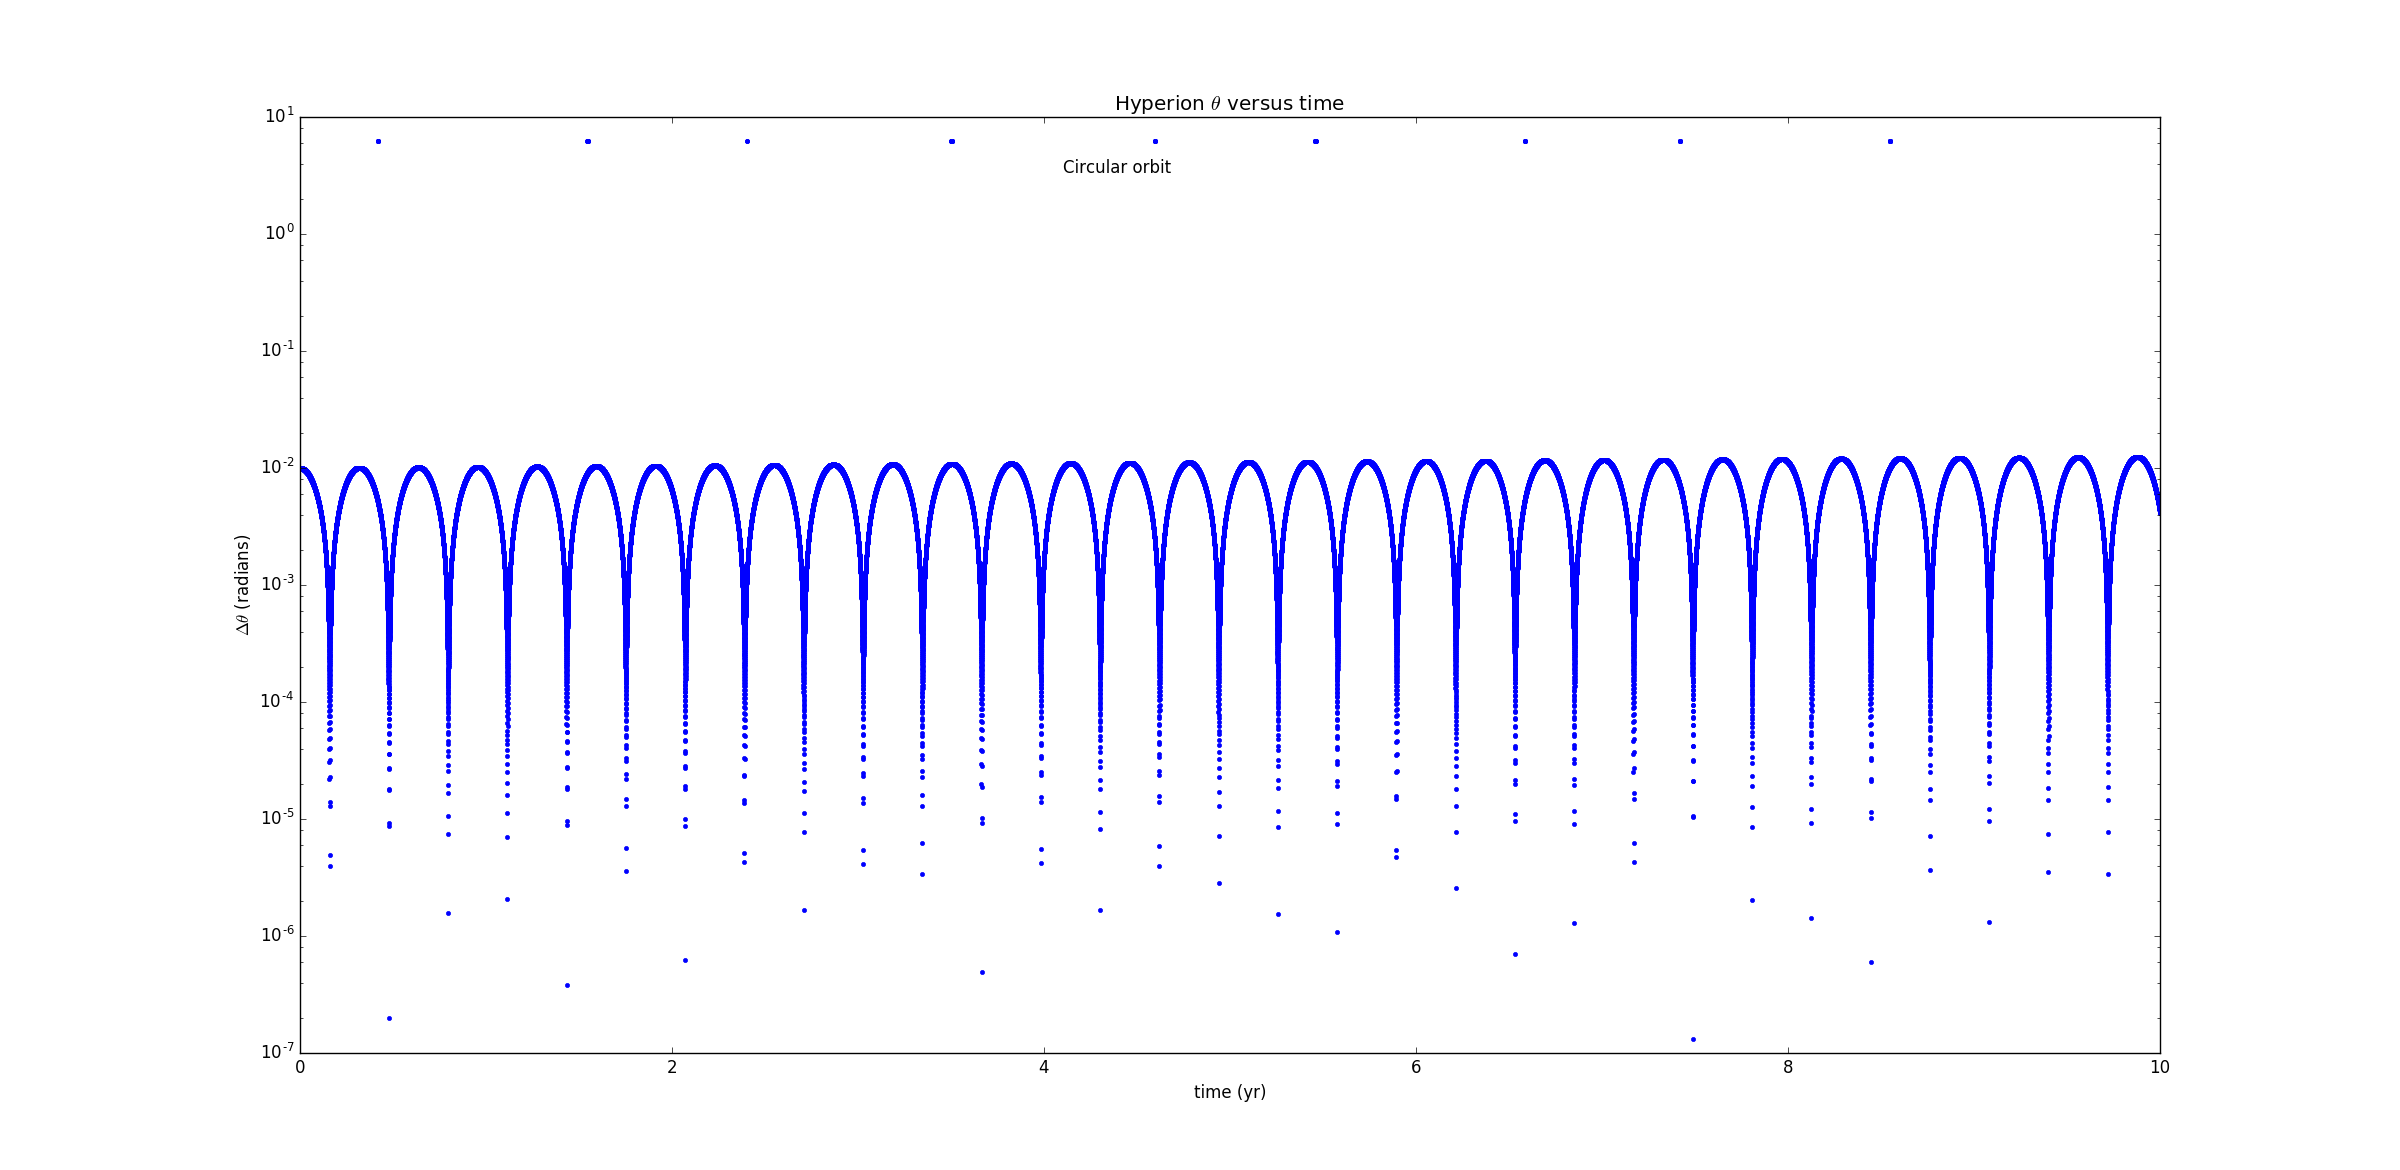 Hyperion θ versus time
Circular orbit
10^1
10^0
10^-1
10^-2
10^-3
10^-4
10^-5
10^-6
10^-7
Δθ (radians)
0 2 4 6 8 10
time (yr)